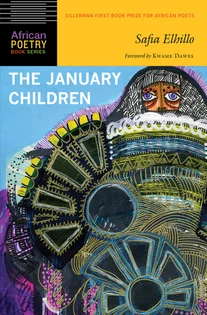 SILLERMAN FIRST BOOK PRIZE FOR AFRICAN POETS
African
POETRY
BOOK SERIES
Safia Elhillo
Foreword by KWAME DAWES
THE JANUARY
CHILDREN